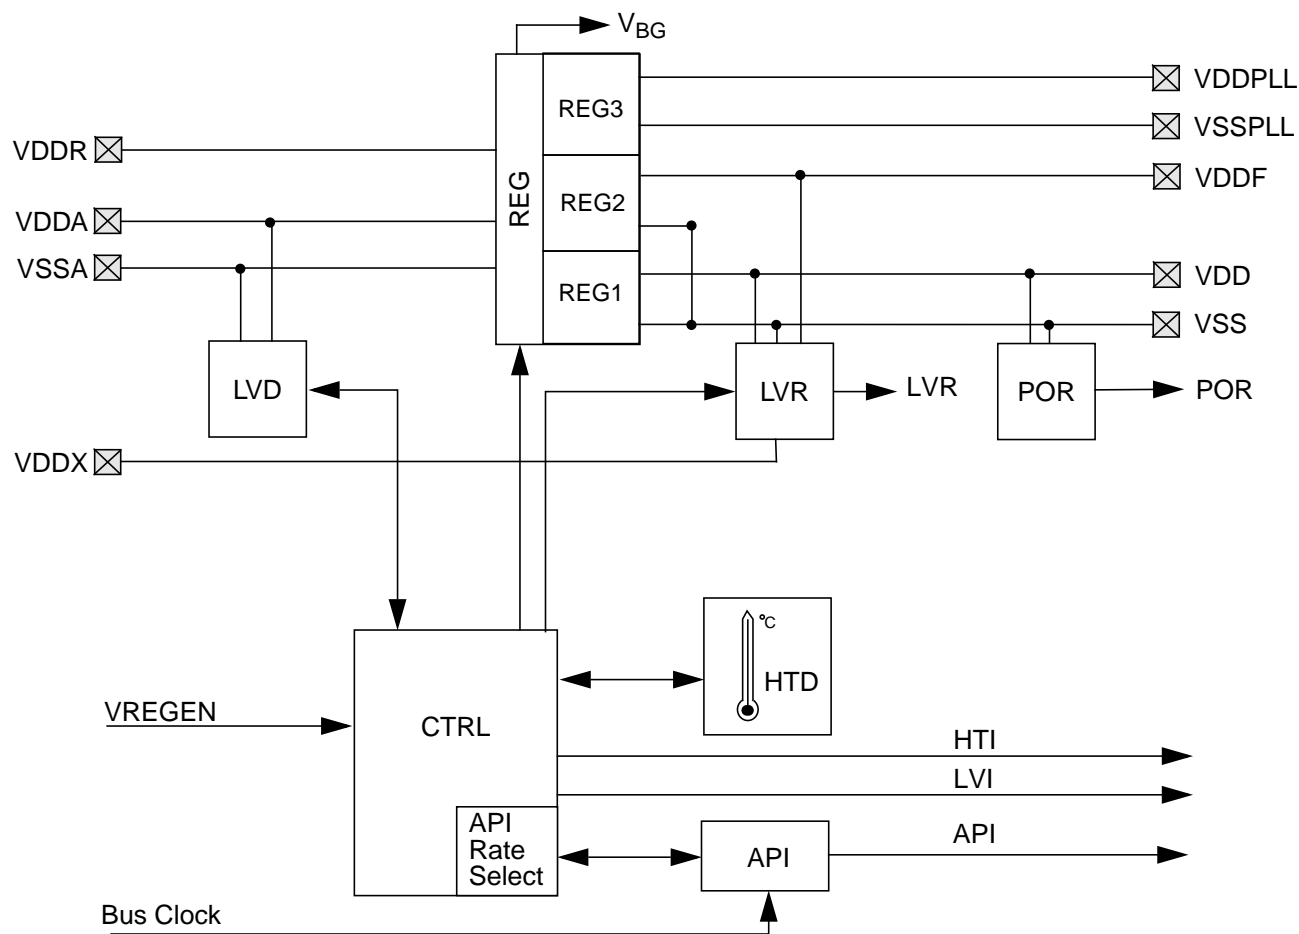 VBG
VDDPLL
REG3
VSSPLL
VDDR
REG
VDDF
REG2
VDDA
VSSA
VDD
REG1
VSS
LVD
LVR
LVR
POR
POR
VDDX
°C
HTD
VREGEN
CTRL
HTI
LVI
API
Rate
Select
API
API
Bus Clock